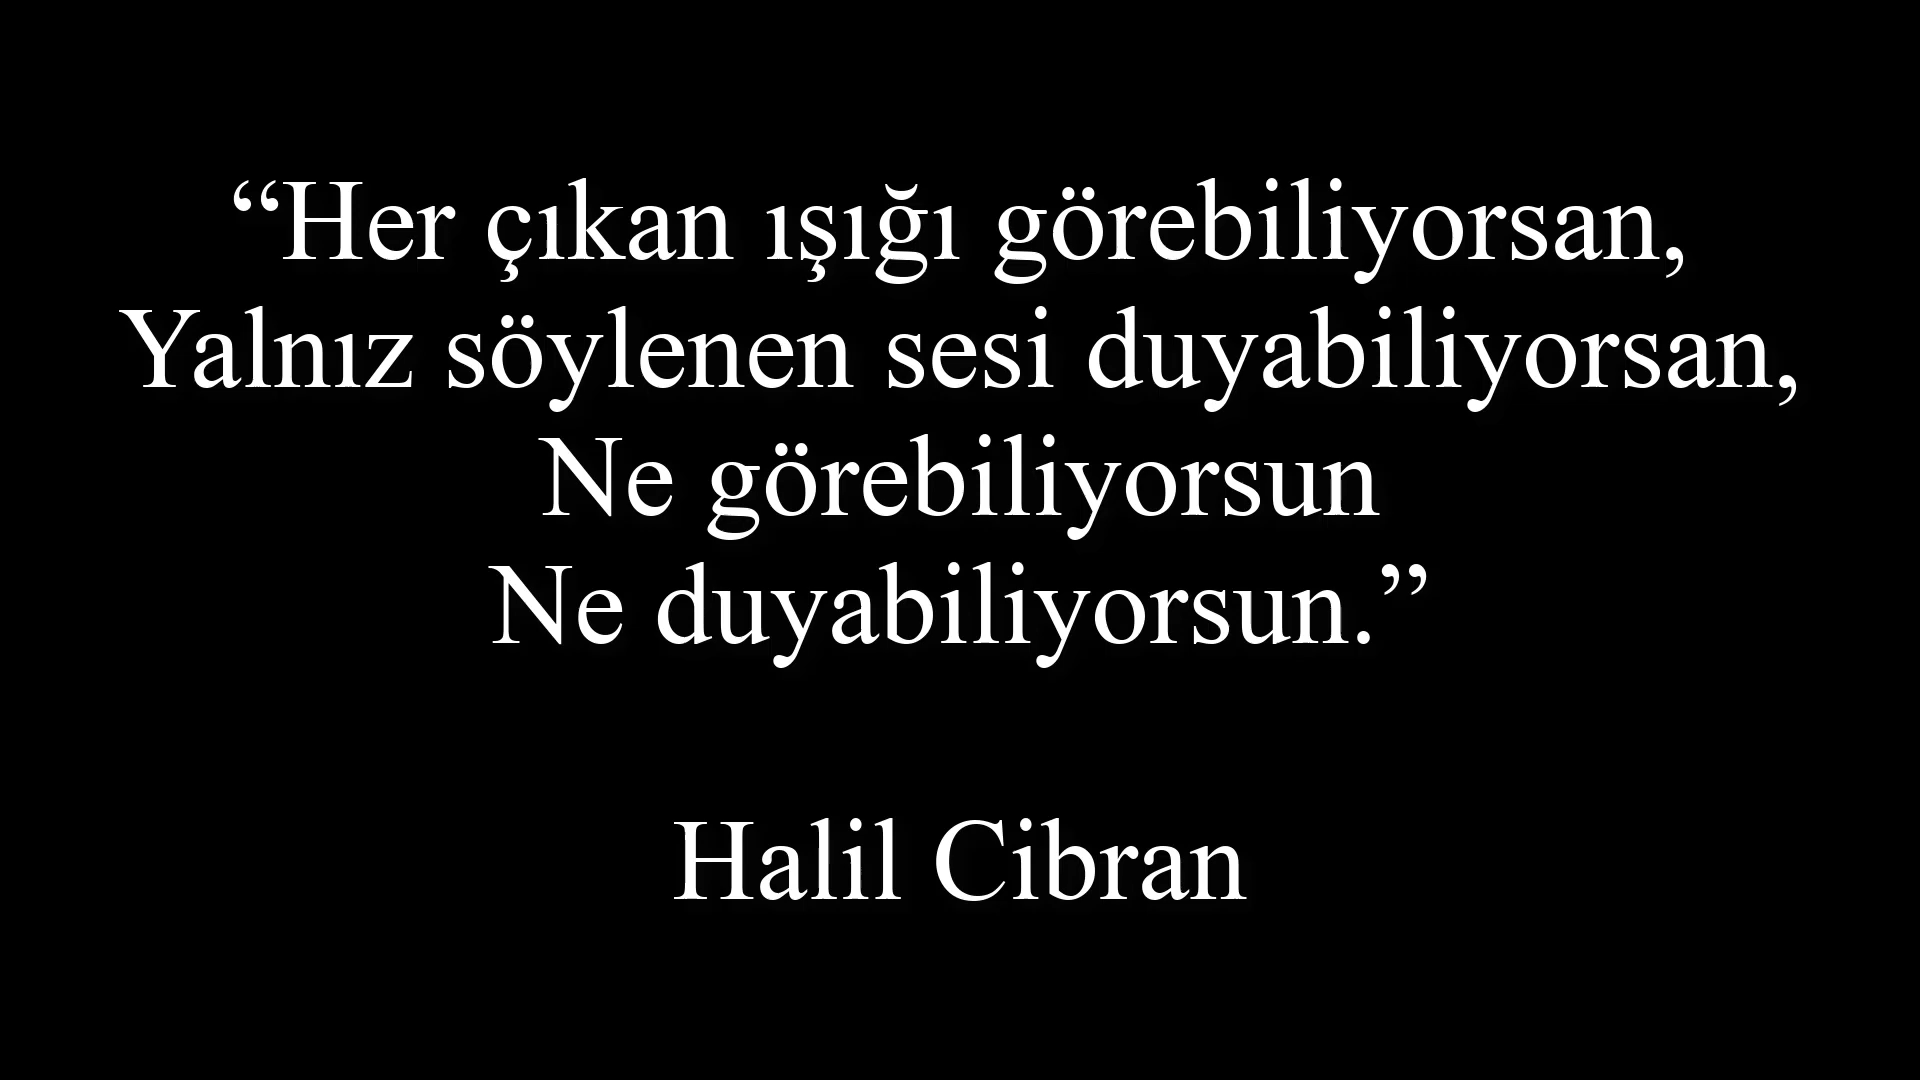 “Her çıkan ışığı görebiliyorsan,
Yalnız söylenen sesi duyabiliyorsan,
Ne görebiliyorsun
Ne duyabiliyorsun.”
Halil Cibran